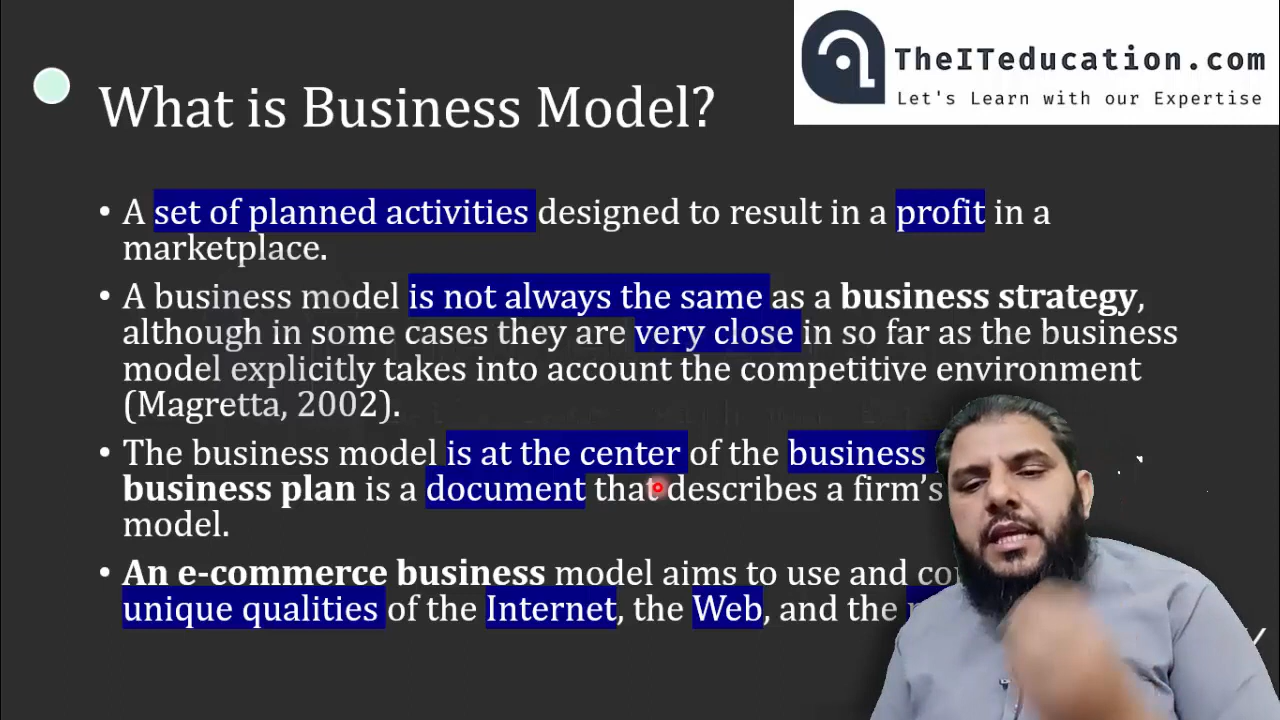 TheITeducation.com
Let's Learn with our Expertise
What is Business Model?
• A set of planned activities designed to result in a profit in a
marketplace.
• A business model is not always the same as a business strategy,
although in some cases they are very close in so far as the business
model explicitly takes into account the competitive environment
(Magretta, 2002).
• The business model is at the center of the business
business plan is a document that describes a firm's
model.
• An e-commerce business model aims to use and
unique qualities of the Internet, the Web, and the